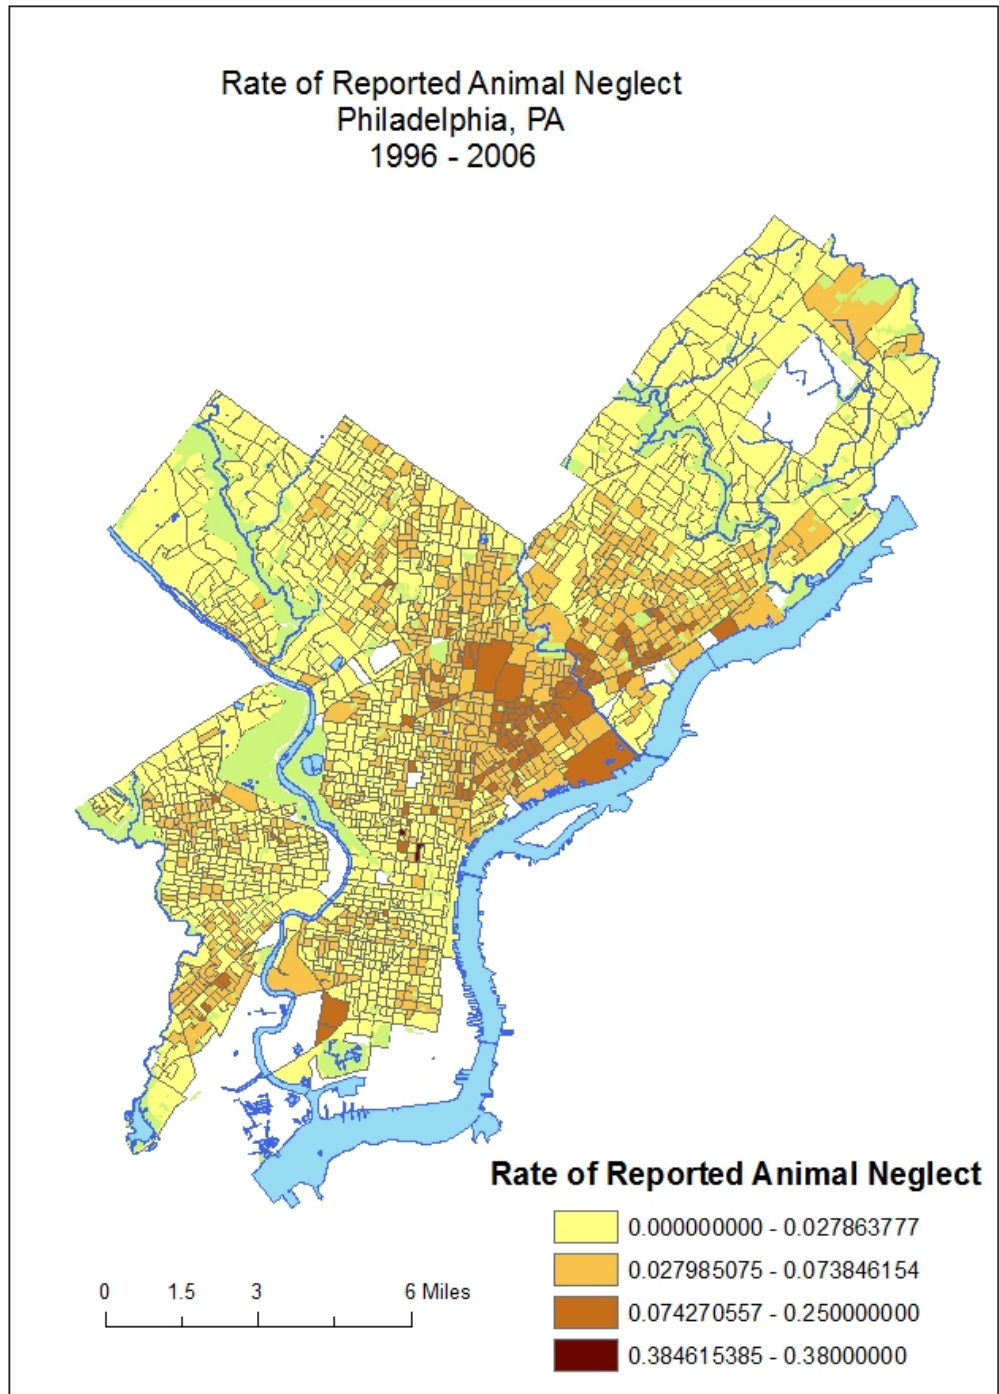 Rate of Reported Animal Neglect
Philadelphia, PA
1996 - 2006
Rate of Reported Animal Neglect
0.000000000 - 0.027863777
0.027985075 - 0.073846154
0.074270557 - 0.250000000
0.384615385 - 0.38000000
0 1.5 3 6 Miles